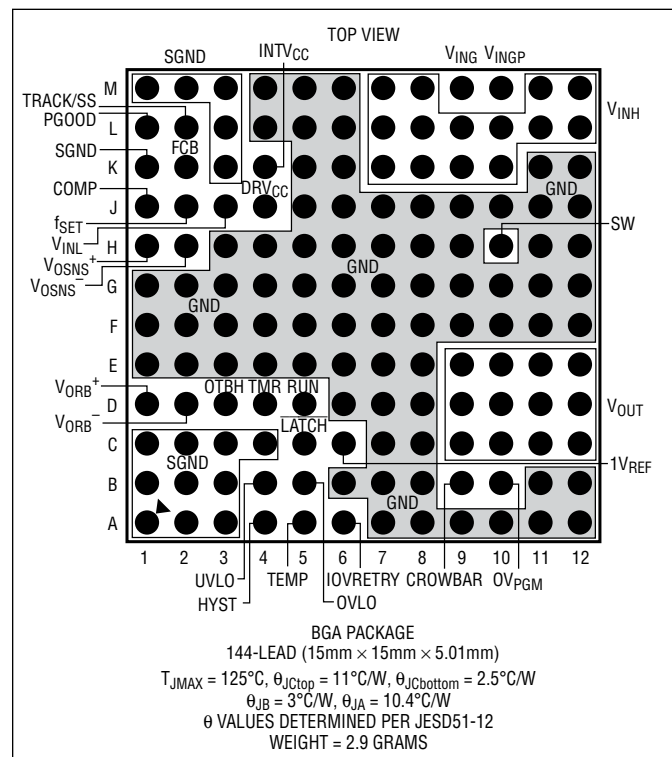 TOP VIEW
SGND
INTVCC
VING VINGP
M
TRACK/SS
PGOOD
L
FCB
VINH
SGND
K
DRVCC
GND
COMP
J
fSET
SW
VINL
H
VOSNS+
GND
VOSNS−
G
GND
F
E
VORB+
OTBH TMR RUN
D
VORB−
VOUT
LATCH
C
SGND
1VREF
B
GND
A
1 2 3 4 5 6 7 8 9 10 11 12
UVLO TEMP IOVRETRY CROWBAR OVPGM
HYST OVLO
BGA PACKAGE
144-LEAD (15mm × 15mm × 5.01mm)
TJMAX = 125°C, θJCtop = 11°C/W, θJCbottom = 2.5°C/W
θJB = 3°C/W, θJA = 10.4°C/W
θ VALUES DETERMINED PER JESD51-12
WEIGHT = 2.9 GRAMS